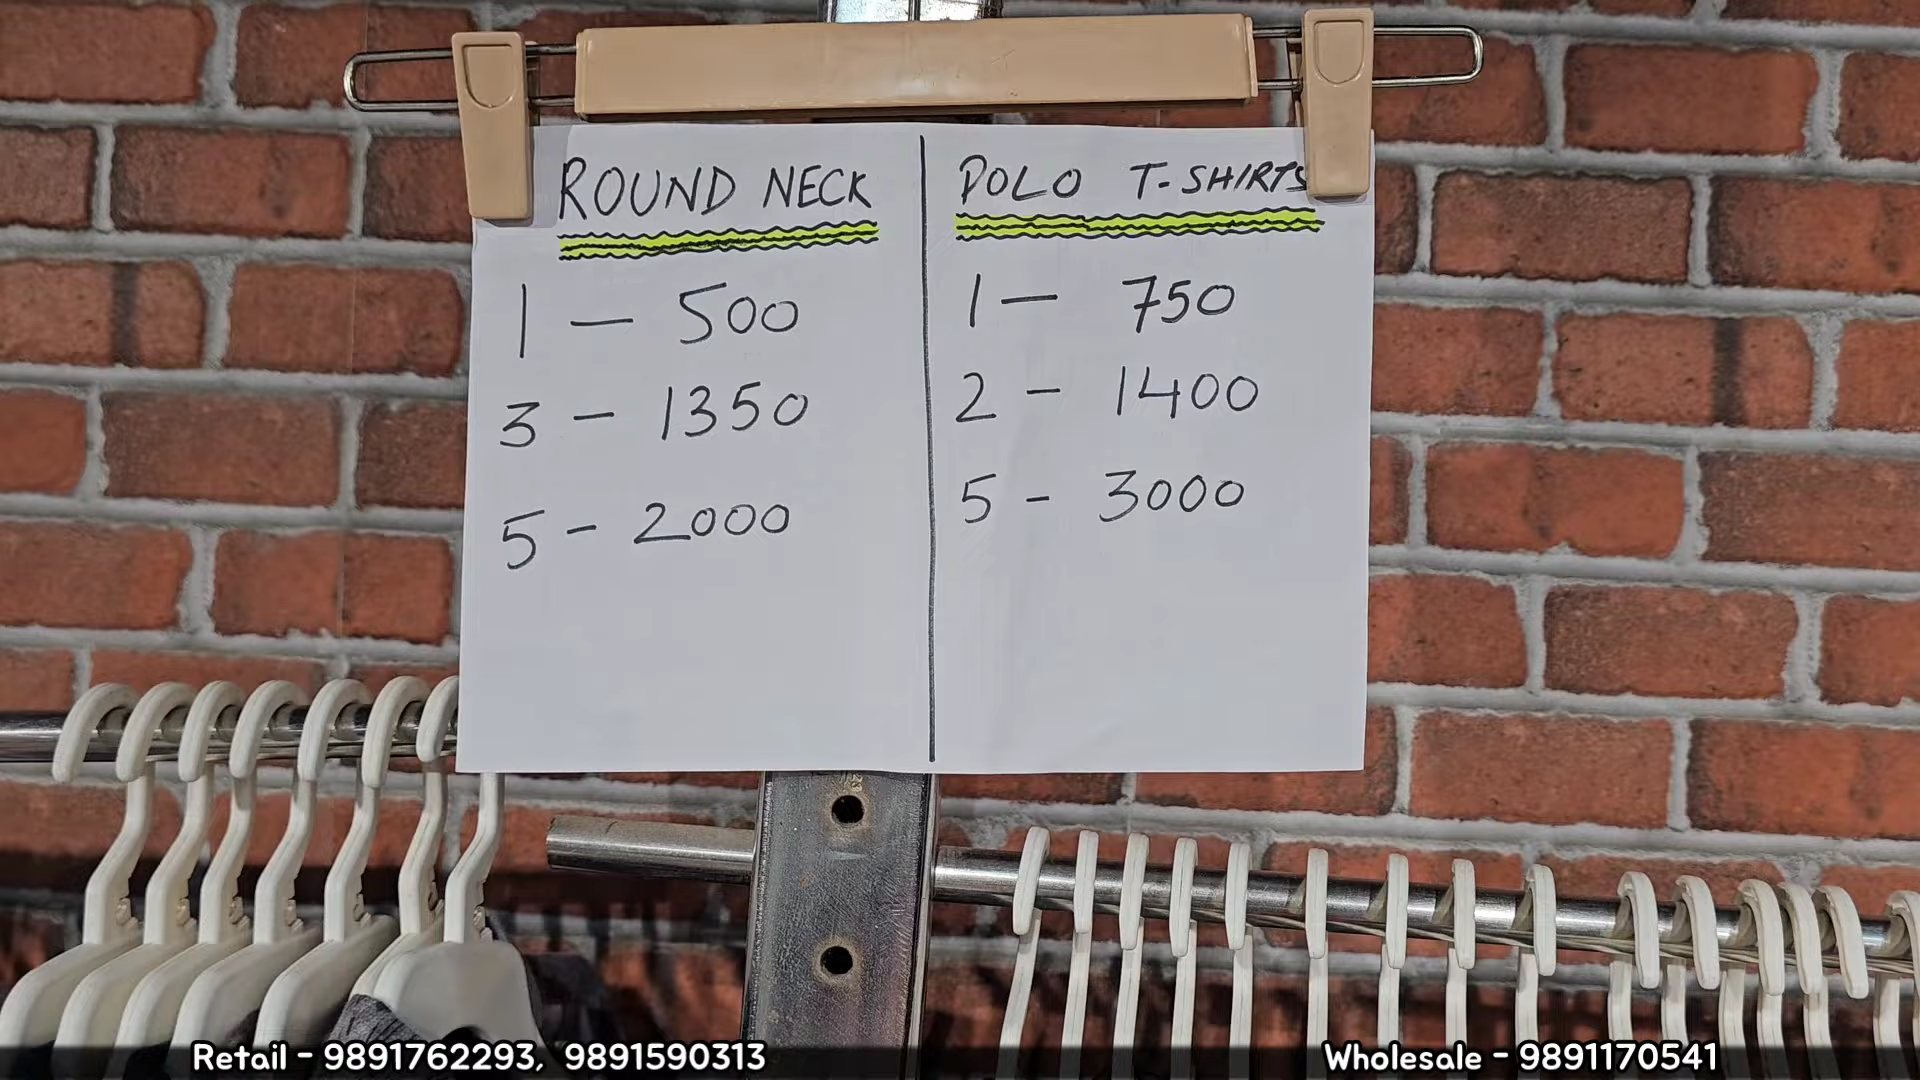 ROUND NECK
1 — 500
3 - 1350
5 - 2000
POLO T-SHIRTS
1 — 750
2 - 1400
5 - 3000
Retail - 9891762293, 9891590313
Wholesale - 9891170541